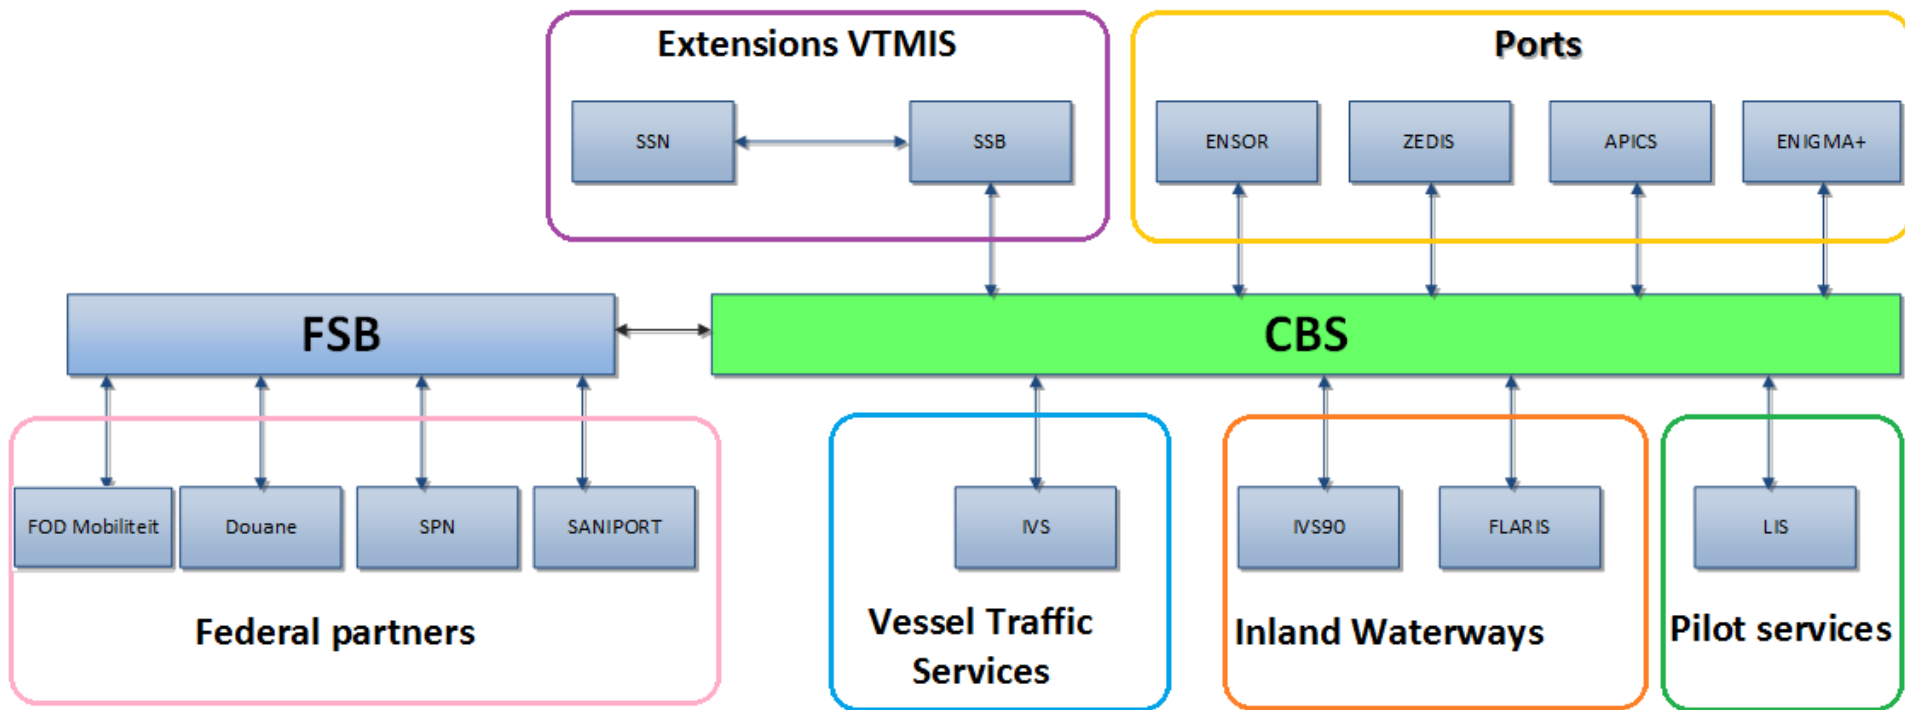 Extensions VTMIS
Ports
SSN
SSB
ENSOR
ZEDIS
APICS
ENIGMA+
FSB
CBS
FOD Mobiliteit
Douane
SPN
SANIPORT
IVS
IVS90
FLARIS
LIS
Federal partners
Vessel Traffic
Services
Inland Waterways
Pilot services